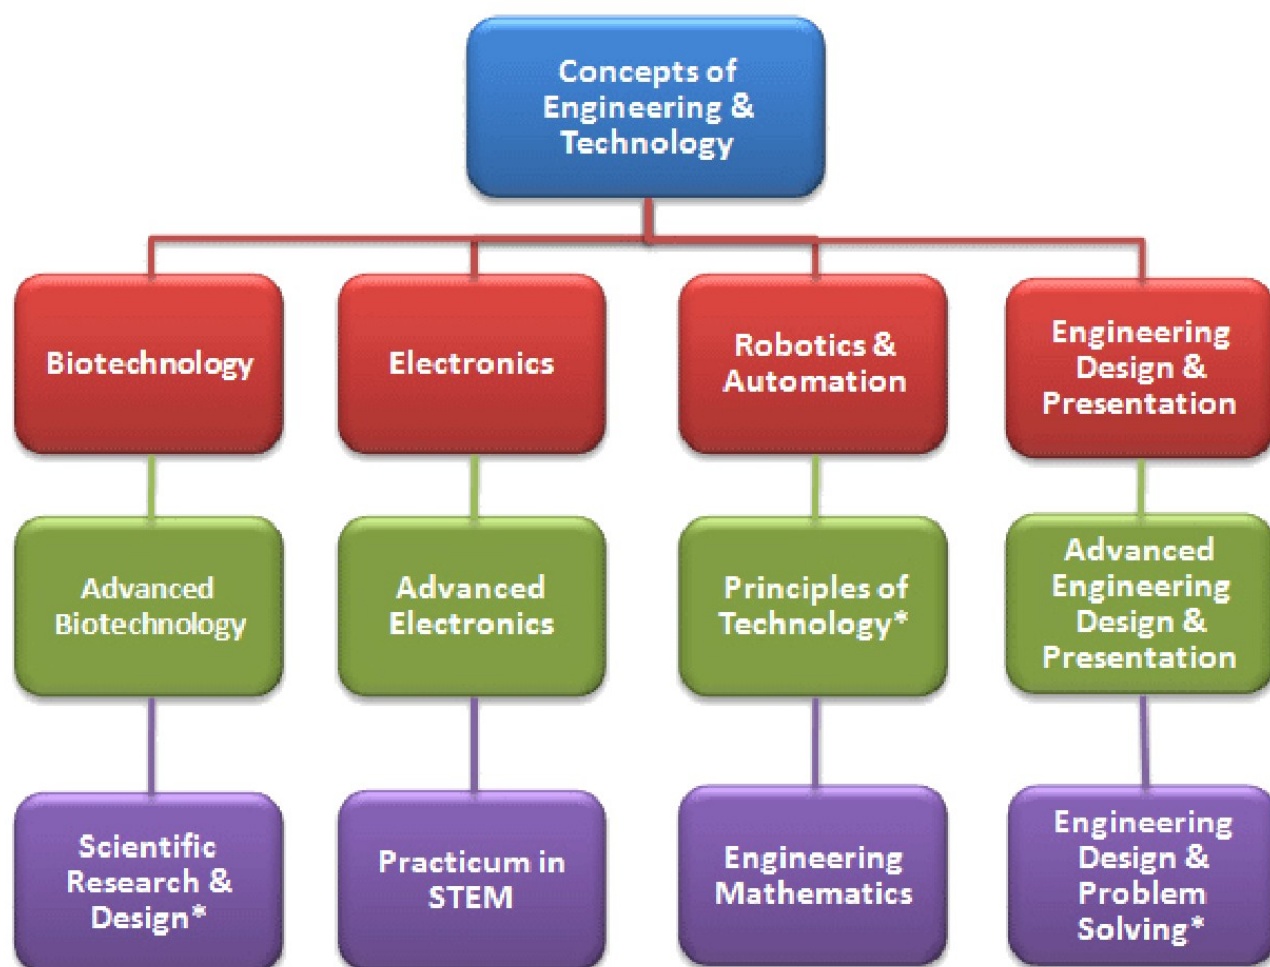 Concepts of
Engineering &
Technology
Biotechnology
Electronics
Robotics &
Automation
Engineering
Design &
Presentation
Advanced
Biotechnology
Advanced
Electronics
Principles of
Technology*
Advanced
Engineering
Design &
Presentation
Scientific
Research &
Design*
Practicum in
STEM
Engineering
Mathematics
Engineering
Design &
Problem
Solving*